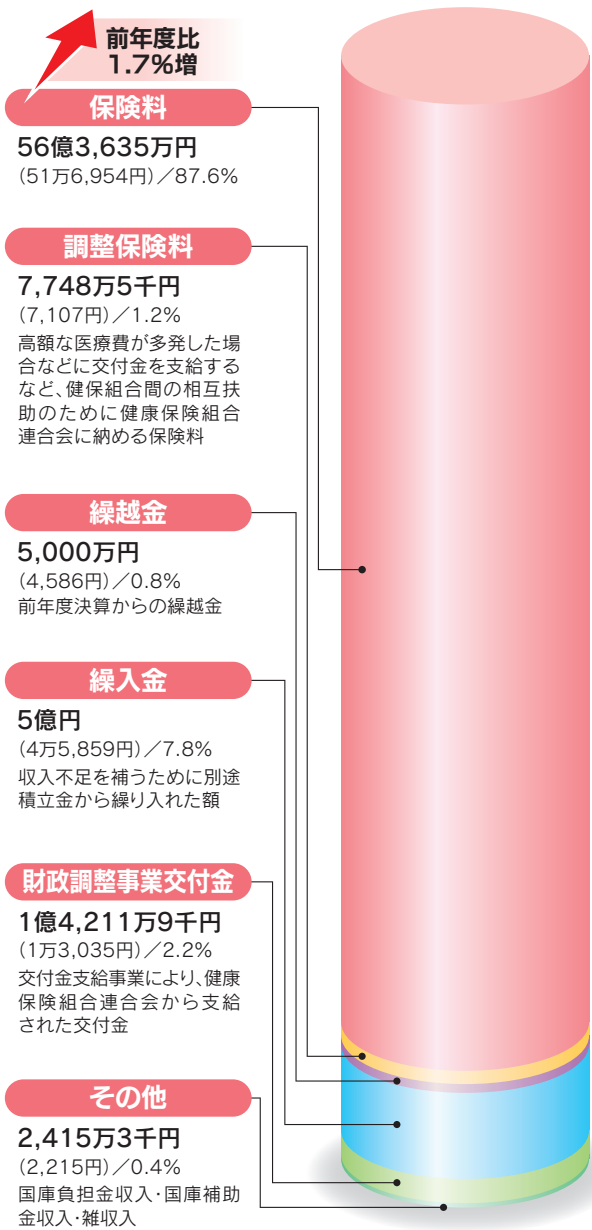 前年度比
1.7%増
保険料
56億3,635万円
(51万6,954円)／87.6%
調整保険料
7,748万5千円
(7,107円)／1.2%
高額な医療費が多発した場
合などに交付金を支給する
など、健保組合間の相互扶
助のために健康保険組合
連合会に納める保険料
繰越金
5,000万円
(4,586円)／0.8%
前年度決算からの繰越金
繰入金
5億円
(4万5,859円)／7.8%
収入不足を補うために別途
積立金から繰り入れた額
財政調整事業交付金
1億4,211万9千円
(1万3,035円)／2.2%
交付金支給事業により、健康
保険組合連合会から支給
された交付金
その他
2,415万3千円
(2,215円)／0.4%
国庫負担金収入・国庫補助
金収入・雑収入